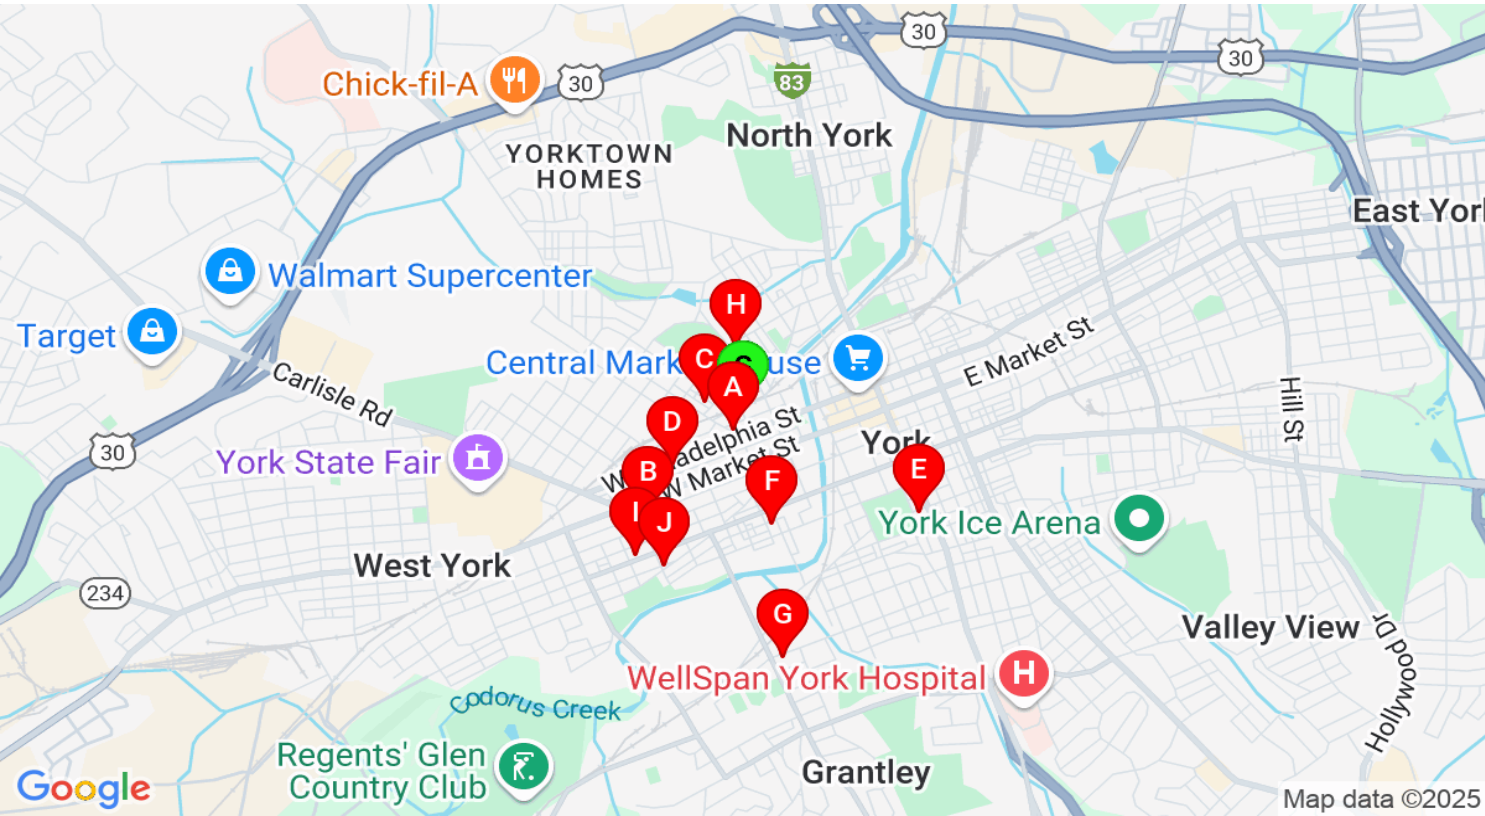 30
30
83
Chick-fil-A
30
North York
YORKTOWN
HOMES
East Yor
Walmart Supercenter
H
Target
E Market St
Central Mark
use
C
A
Carlisle Rd
Hill St
D
W
adelphia St
York
30
York State Fair
W Market St
B
E
F
I
J
York Ice Arena
West York
234
G
Valley View
WellSpan York Hospital
H
Hollywood Dr
Codorus Creek
Regents' Glen
Country Club
Grantley
Google
Map data ©2025